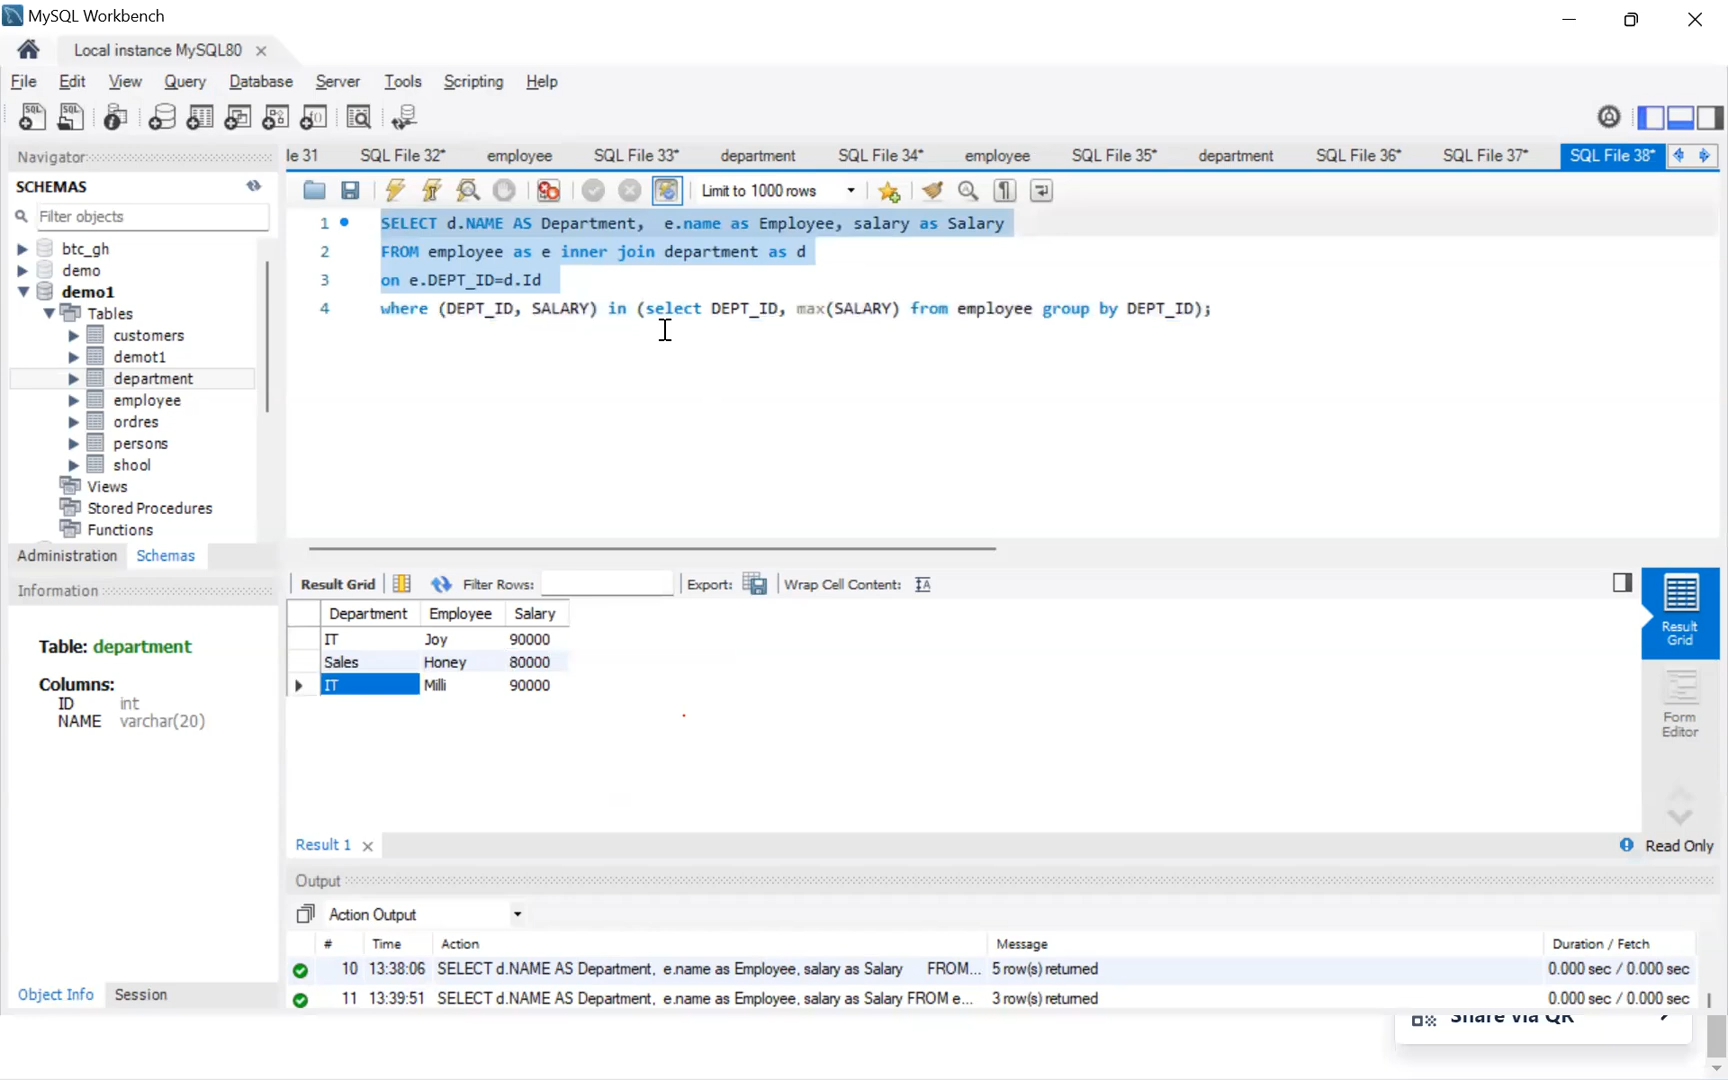 MySQL Workbench
Local instance MySQL80
File Edit View Query Database Server Tools Scripting Help
Navigator
le 31 SQL File 32* employee SQL File 33* department SQL File 34* employee SQL File 35* department SQL File 36* SQL File 37* SQL File 38*
SCHEMAS
Limit to 1000 rows
Filter objects
1 SELECT d.NAME AS Department, e.name as Employee, salary as Salary
2 FROM employee as e inner join department as d
3 on e.DEPT_ID=d.Id
4 where (DEPT_ID, SALARY) in (select DEPT_ID, max(SALARY) from employee group by DEPT_ID);
btc_gh
demo
demo1
Tables
customers
demot1
department
employee
ordres
persons
shool
Views
Stored Procedures
Functions
Administration Schemas
Information
Table: department
Columns:
ID int
NAME varchar(20)
Object Info Session
Result Grid Filter Rows: Export: Wrap Cell Content:
Department Employee Salary
IT Joy 90000
Sales Honey 80000
IT Milli 90000
Result
Grid
Form
Editor
Result 1
Read Only
Output
Action Output
# Time Action Message Duration / Fetch
10 13:38:06 SELECT d.NAME AS Department, e.name as Employee, salary as Salary FROM... 5 row(s) returned 0.000 sec / 0.000 sec
11 13:39:51 SELECT d.NAME AS Department, e.name as Employee, salary as Salary FROM e... 3 row(s) returned 0.000 sec / 0.000 sec
Share via QR